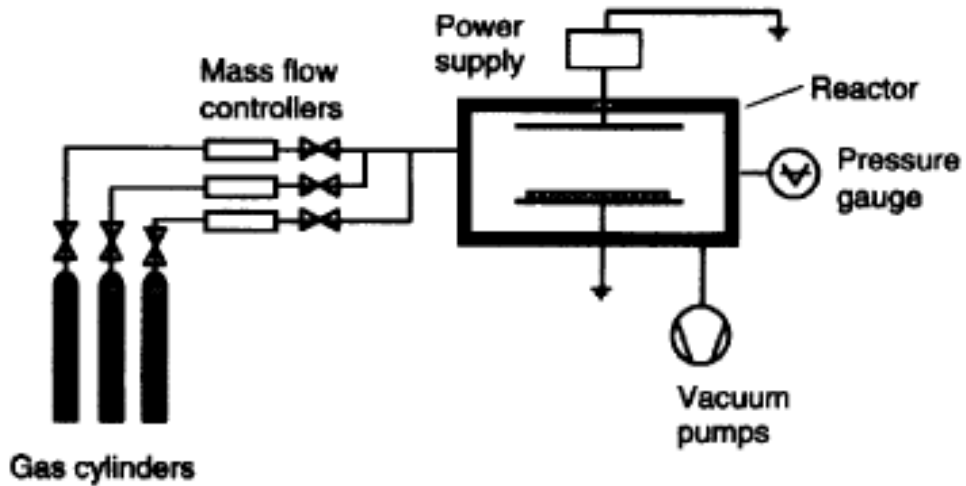 Power
supply
Mass flow
controllers
Reactor
Pressure
gauge
Vacuum
pumps
Gas cylinders